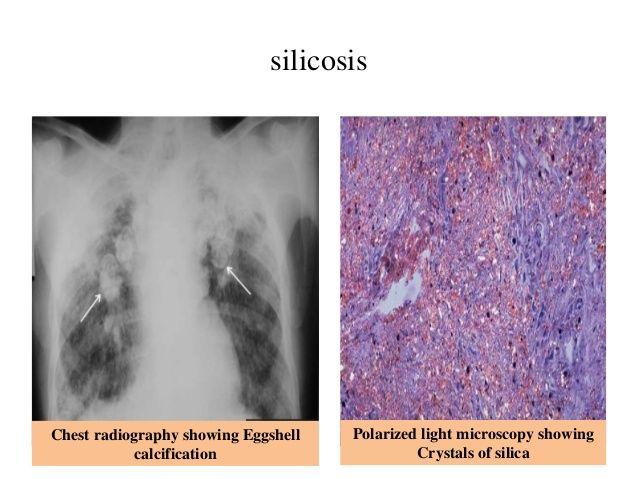 silicosis
Chest radiography showing Eggshell
calcification
Polarized light microscopy showing
Crystals of silica